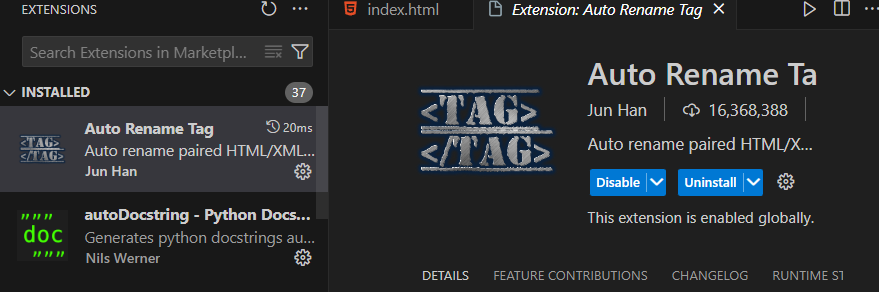 EXTENSIONS
Search Extensions in Marketpl...
INSTALLED 37
<TAG>
</TAG>
Auto Rename Tag 20ms
Auto rename paired HTML/XML...
Jun Han
"""
doc
"""
autoDocstring - Python Docs...
Generates python docstrings au...
Nils Werner
index.html Extension: Auto Rename Tag
<TAG>
</TAG>
Auto Rename Ta
Jun Han 16,368,388
Auto rename paired HTML/X...
Disable Uninstall
This extension is enabled globally.
DETAILS FEATURE CONTRIBUTIONS CHANGELOG RUNTIME ST